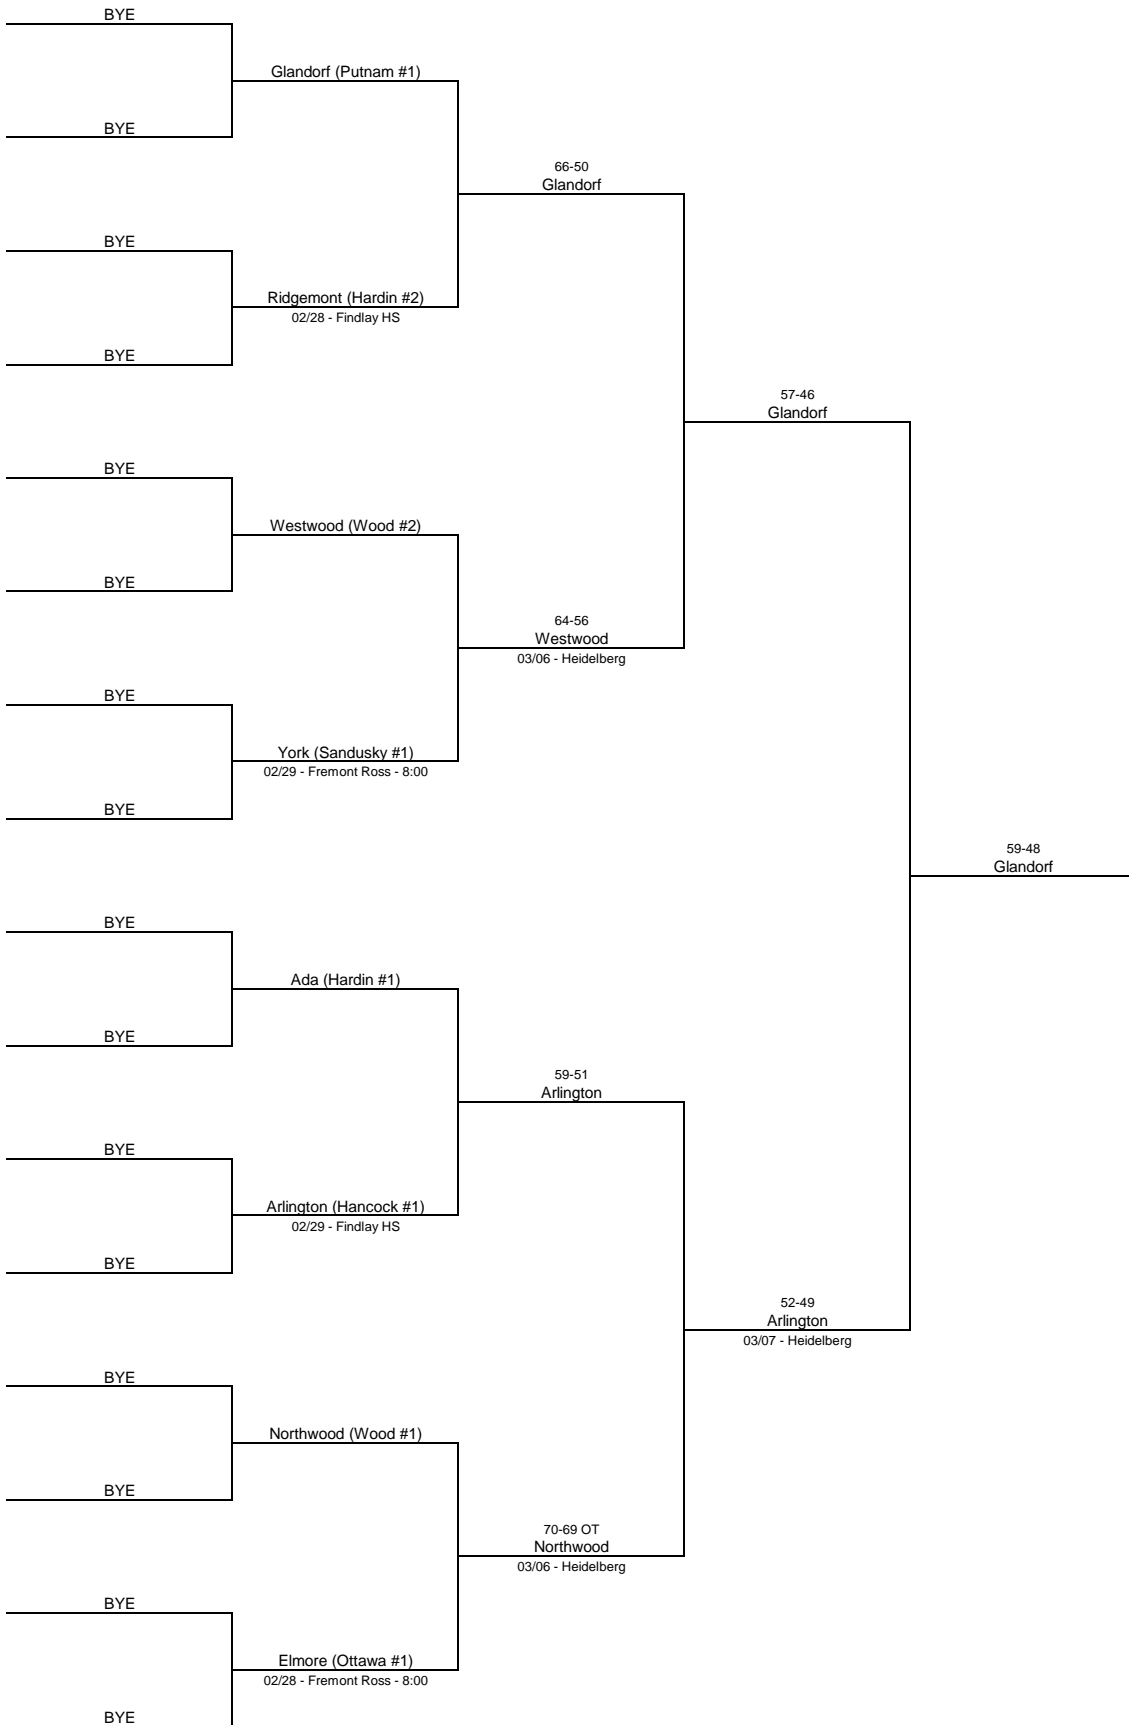 BYE
Glandorf (Putnam #1)
BYE
66-50
Glandorf
BYE
Ridgemont (Hardin #2)
02/28 - Findlay HS
BYE
57-46
Glandorf
BYE
Westwood (Wood #2)
BYE
64-56
Westwood
03/06 - Heidelberg
BYE
York (Sandusky #1)
02/29 - Fremont Ross - 8:00
BYE
59-48
Glandorf
BYE
Ada (Hardin #1)
BYE
59-51
Arlington
BYE
Arlington (Hancock #1)
02/29 - Findlay HS
BYE
52-49
Arlington
03/07 - Heidelberg
BYE
Northwood (Wood #1)
BYE
70-69 OT
Northwood
03/06 - Heidelberg
BYE
Elmore (Ottawa #1)
02/28 - Fremont Ross - 8:00
BYE